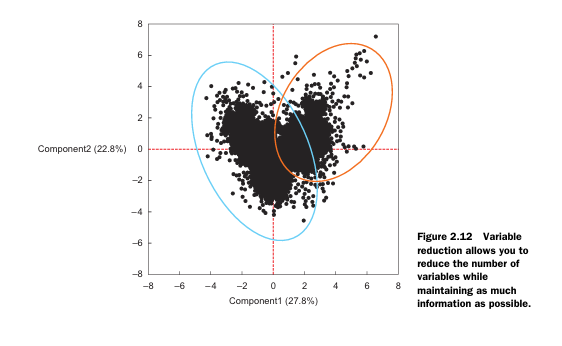 8
6
4
2
Component2 (22.8%)
0
–2
–4
–6
–8
–8 –6 –4 –2 0 2 4 6 8
Component1 (27.8%)
Figure 2.12 Variable
reduction allows you to
reduce the number of
variables while
maintaining as much
information as possible.